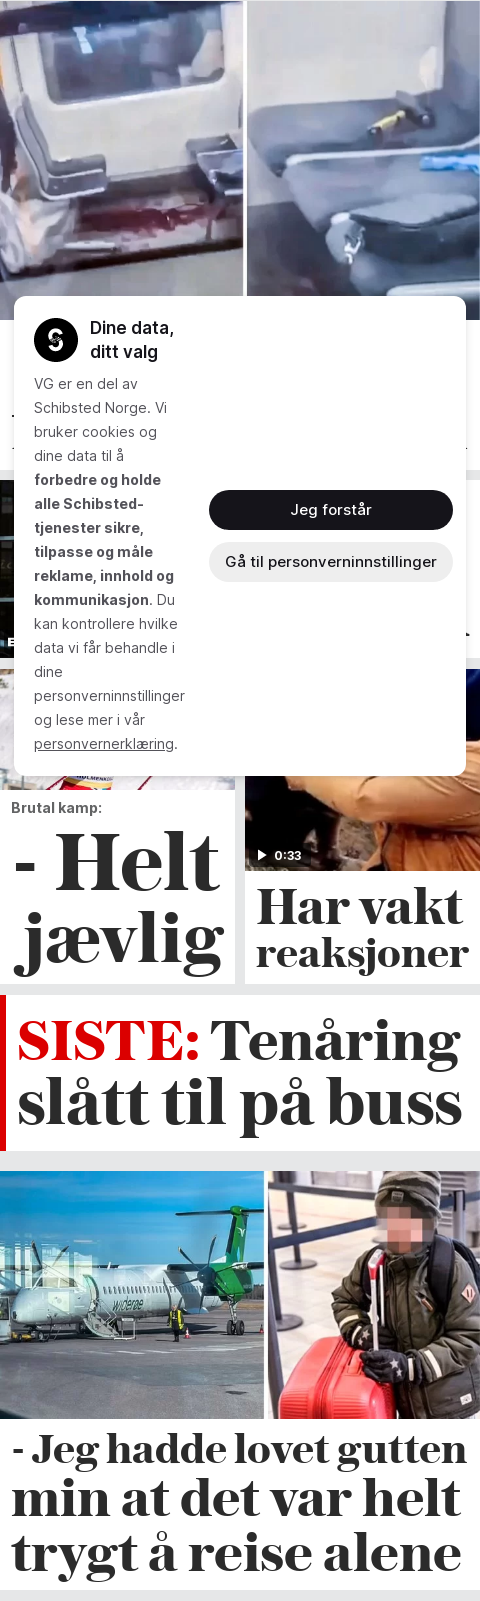 Dine data,
ditt valg
VG er en del av
Schibsted Norge. Vi
bruker cookies og
dine data til å
forbedre og holde
alle Schibsted-
tjenester sikre,
tilpasse og måle
reklame, innhold og
kommunikasjon. Du
kan kontrollere hvilke
data vi får behandle i
dine
personverninnstillinger
og lese mer i vår
personvernerklæring.
Jeg forstår
Gå til personverninnstillinger
Brutal kamp:
- Helt
jævlig
0:33
Har vakt
reaksjoner
SISTE: Tenåring
slått til på buss
widerøe
- Jeg hadde lovet gutten
min at det var helt
trygt å reise alene